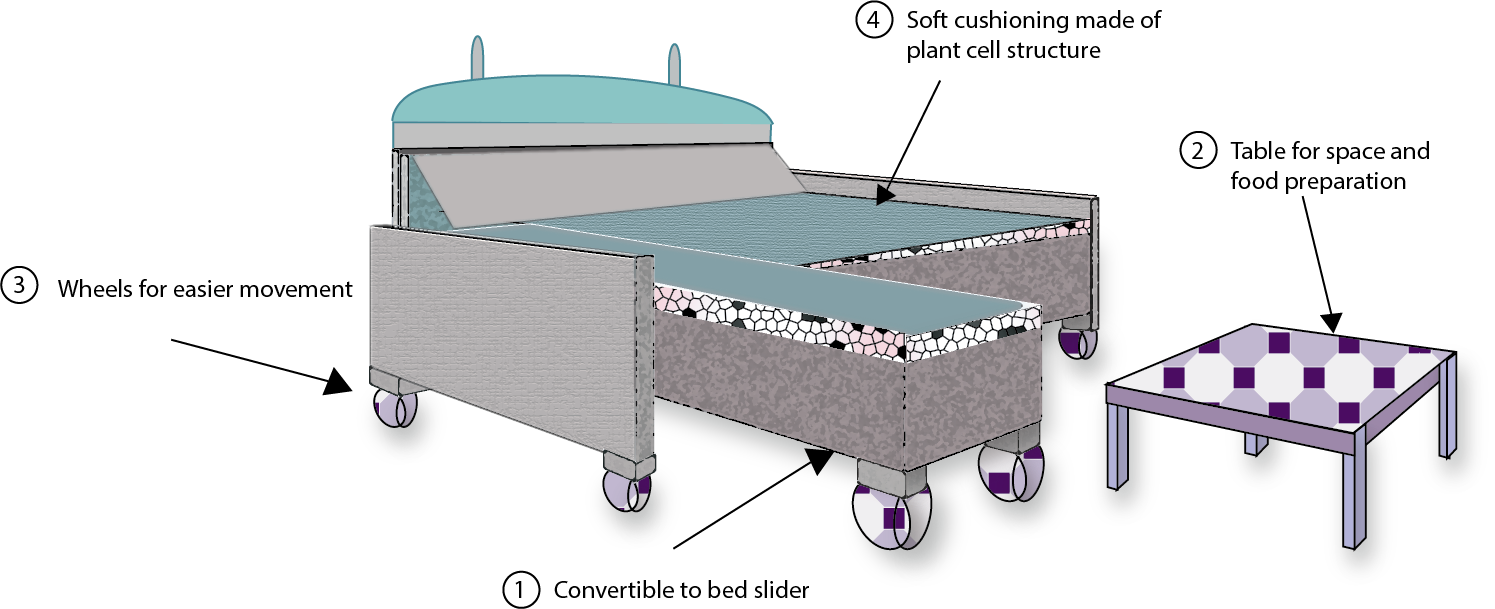 4 Soft cushioning made of
plant cell structure
2 Table for space and
food preparation
3 Wheels for easier movement
1 Convertible to bed slider